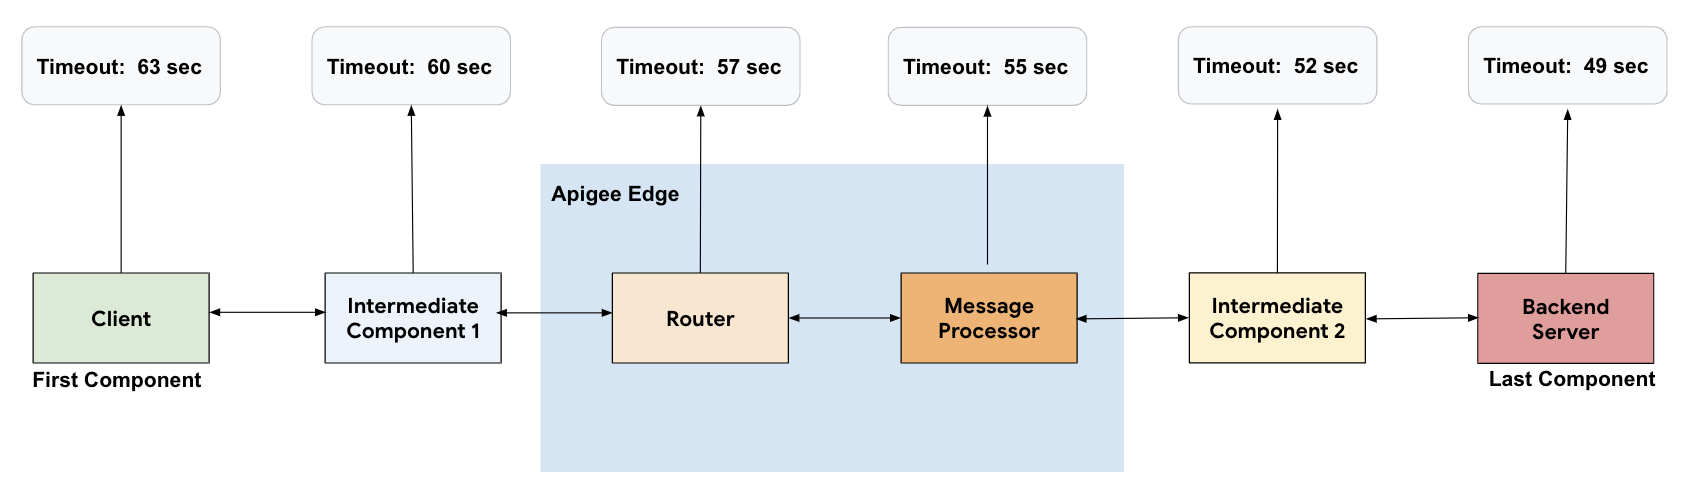 Timeout:  63 sec
Timeout:  60 sec
Timeout:  57 sec
Timeout:  55 sec
Timeout:  52 sec
Timeout:  49 sec
Apigee Edge
Client
Intermediate
Component 1
Router
Message
Processor
Intermediate
Component 2
Backend
Server
First Component
Last Component